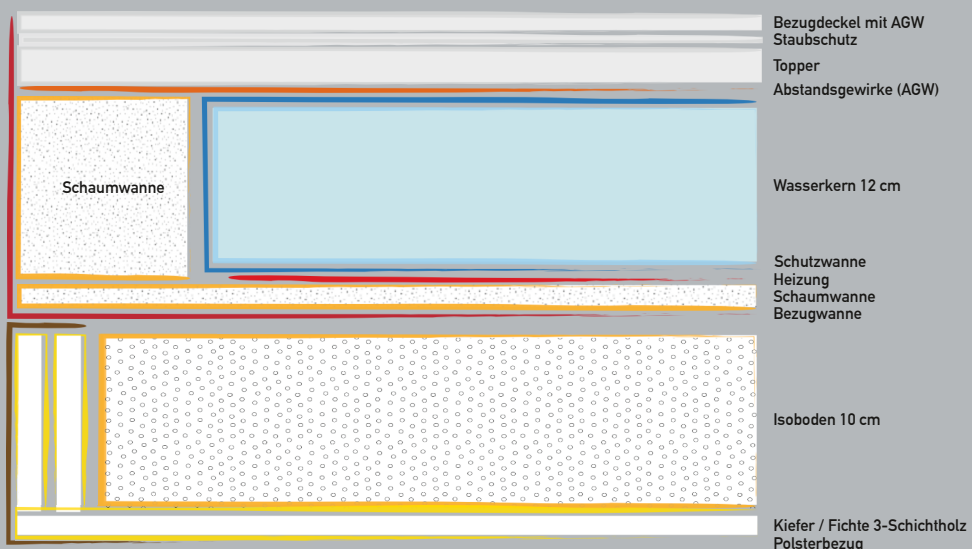 Bezugdeckel mit AGW
Staubschutz
Topper
Abstandsgewirke (AGW)
Schaumwanne
Wasserkern 12 cm
Schutzwanne
Heizung
Schaumwanne
Bezugwanne
Isoboden 10 cm
Kiefer / Fichte 3-Schichtholz
Polsterbezug